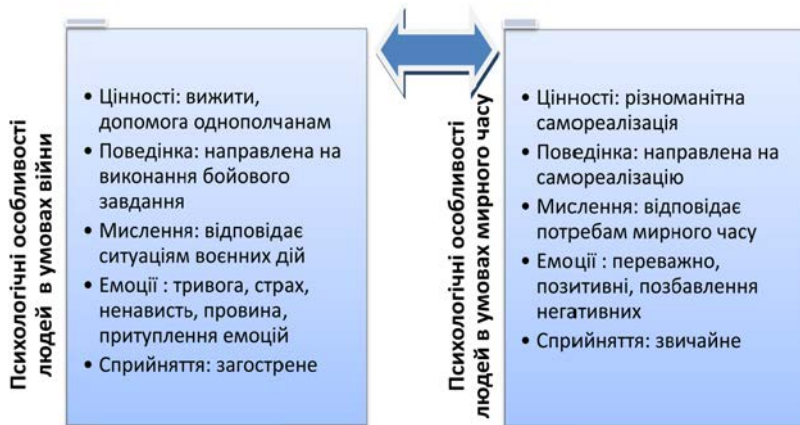 Психологічні особливості
людей  в умовах війни
• Цінності: вижити,
допомога однополчанам
• Поведінка: направлена на
виконання бойового
завдання
• Мислення: відповідає
ситуаціям воєнних дій
• Емоції : тривога, страх,
ненависть, провина,
притуплення емоцій
• Сприйняття: загострене
Психологічні особливості
людей в умовах мирного часу
• Цінності: різноманітна
самореалізація
• Поведінка: направлена на
самореалізацію
• Мислення: відповідає
потребам мирного часу
• Емоції : переважно,
позитивні, позбавлення
негативних
• Сприйняття: звичайне